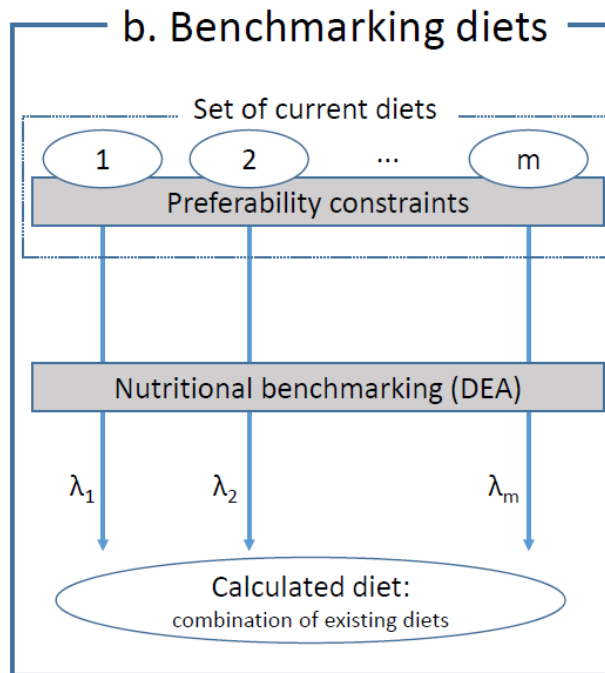 b. Benchmarking diets
Set of current diets
1 2 ... m
Preferability constraints
Nutritional benchmarking (DEA)
λ₁ λ₂ λₘ
Calculated diet:
combination of existing diets